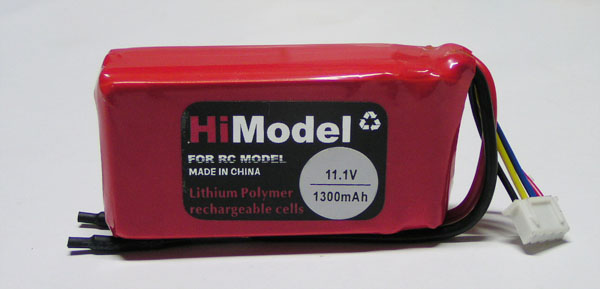 HiModel
FOR RC MODEL
MADE IN CHINA
Lithium Polymer
rechargeable cells
11.1V
1300mAh